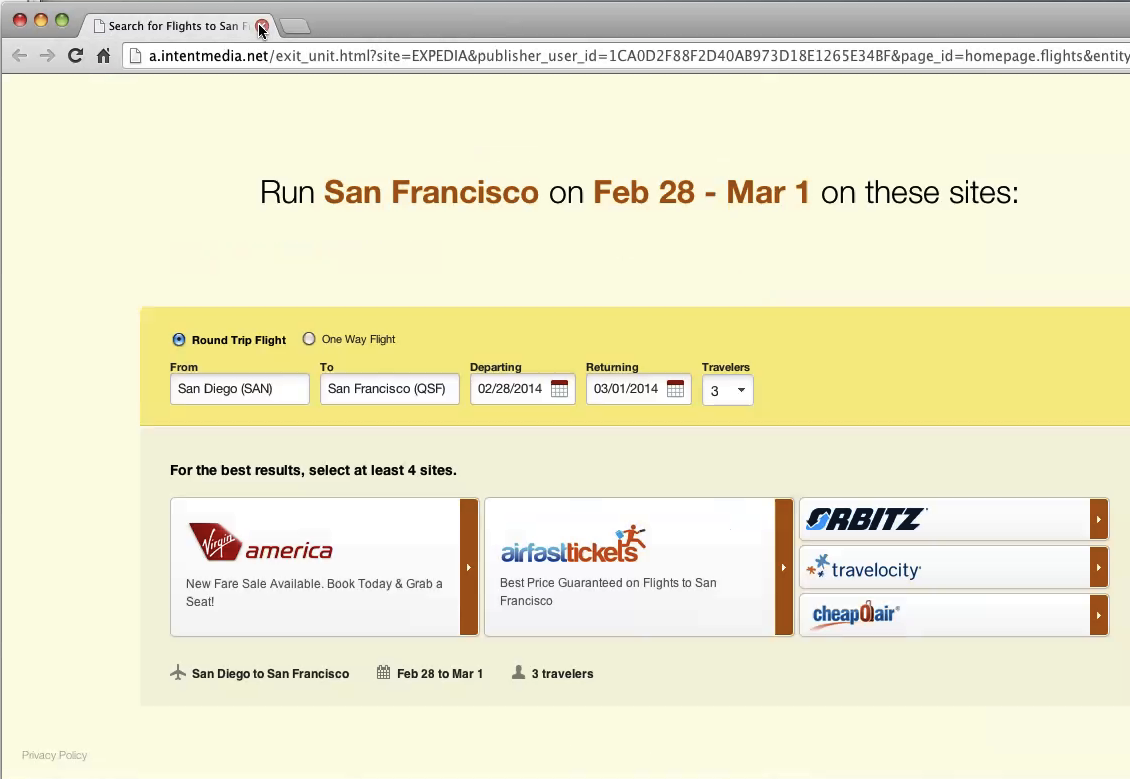 Search for Flights to San F
a.intentmedia.net/exit_unit.html?site=EXPEDIA&publisher_user_id=1CA0D2F88F2D40AB973D18E1265E34BF&page_id=homepage.flights&entity
Run San Francisco on Feb 28 - Mar 1 on these sites:
Round Trip Flight One Way Flight
From To Departing Returning Travelers
San Diego (SAN) San Francisco (QSF) 02/28/2014 03/01/2014 3
For the best results, select at least 4 sites.
Virgin america
New Fare Sale Available. Book Today & Grab a
Seat!
airfasttickets
Best Price Guaranteed on Flights to San
Francisco
ORBITZ
travelocity
cheapOair
San Diego to San Francisco Feb 28 to Mar 1 3 travelers
Privacy Policy